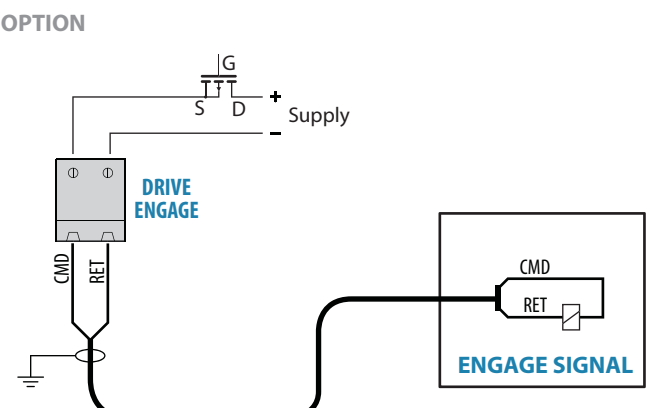 OPTION
G
S D + Supply
−
DRIVE
ENGAGE
CMD
RET
CMD
RET
ENGAGE SIGNAL